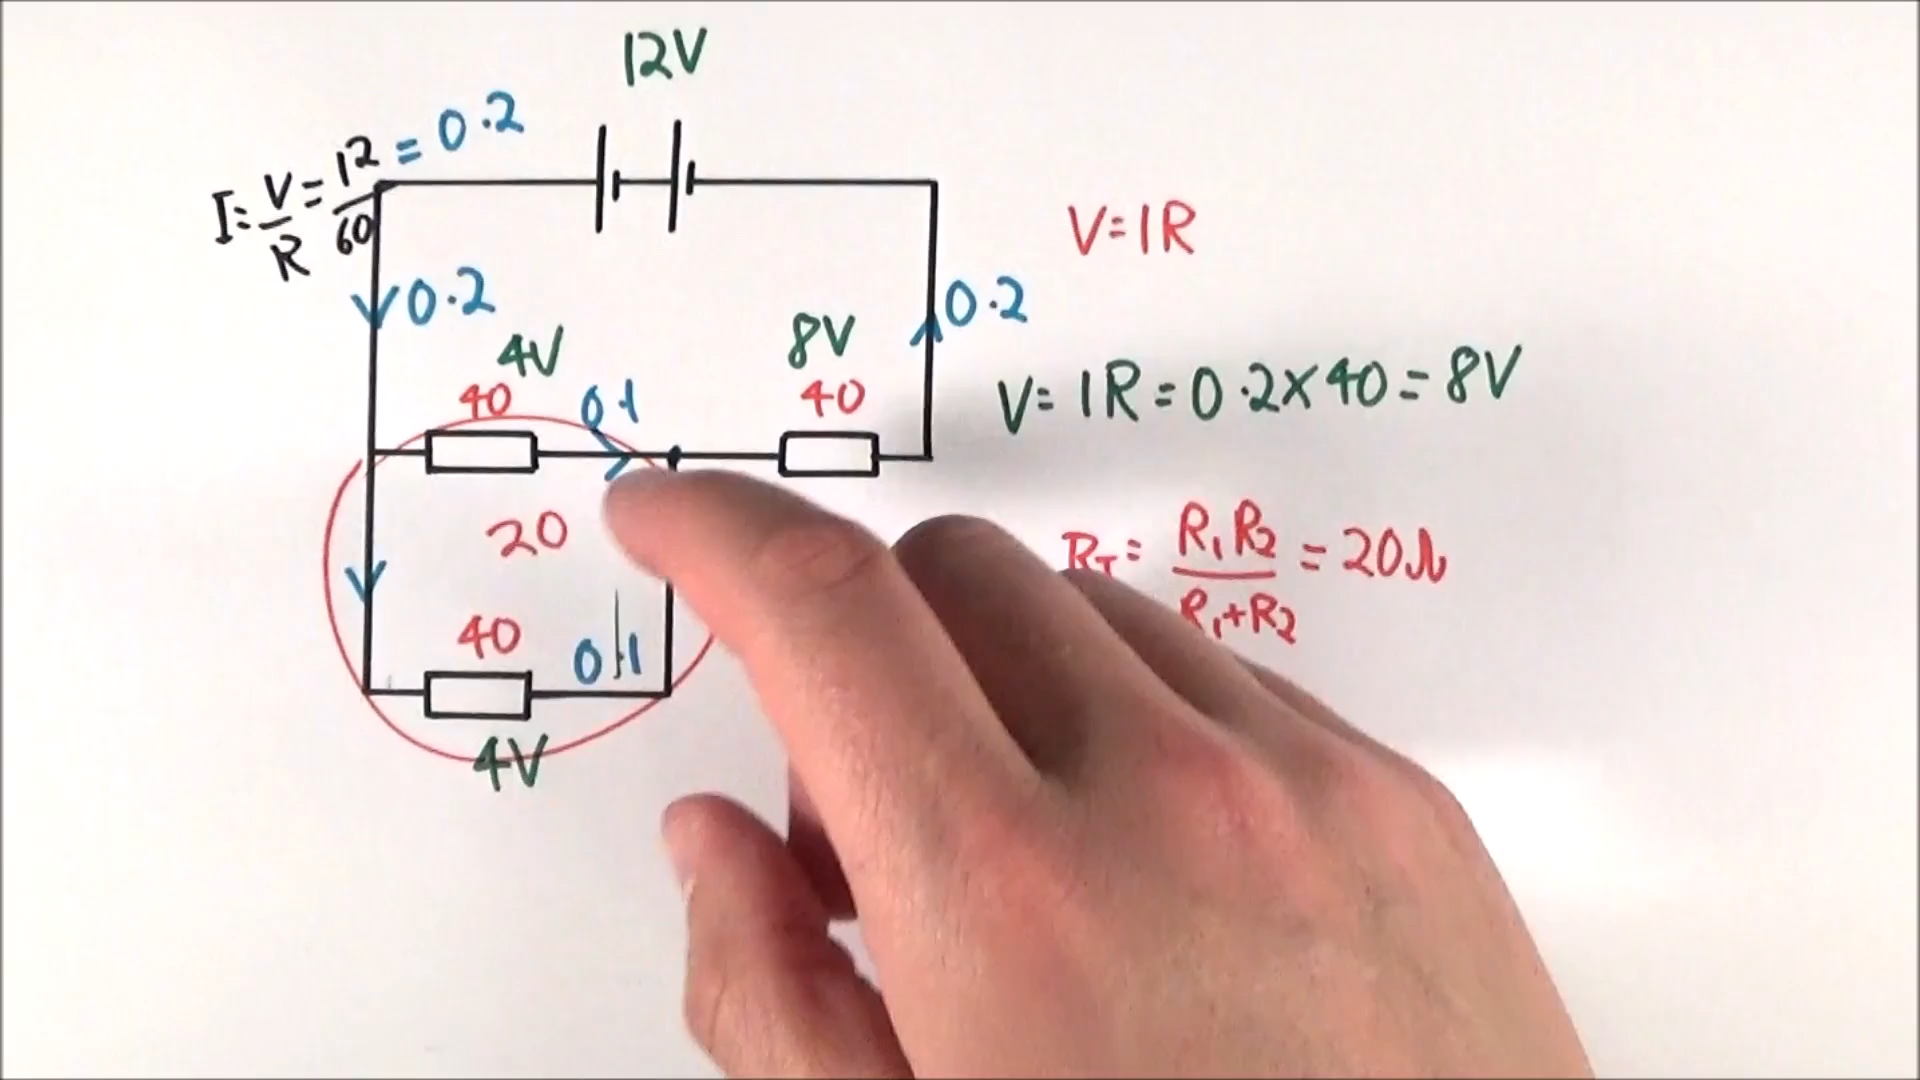 12V
I = V/R = 12/60 = 0.2
0.2
0.2
V = IR
4V
8V
40
0.1
40
V = IR = 0.2 × 40 = 8V
20
R_T = R₁R₂/R₁+R₂ = 20Ω
40
0.1
4V